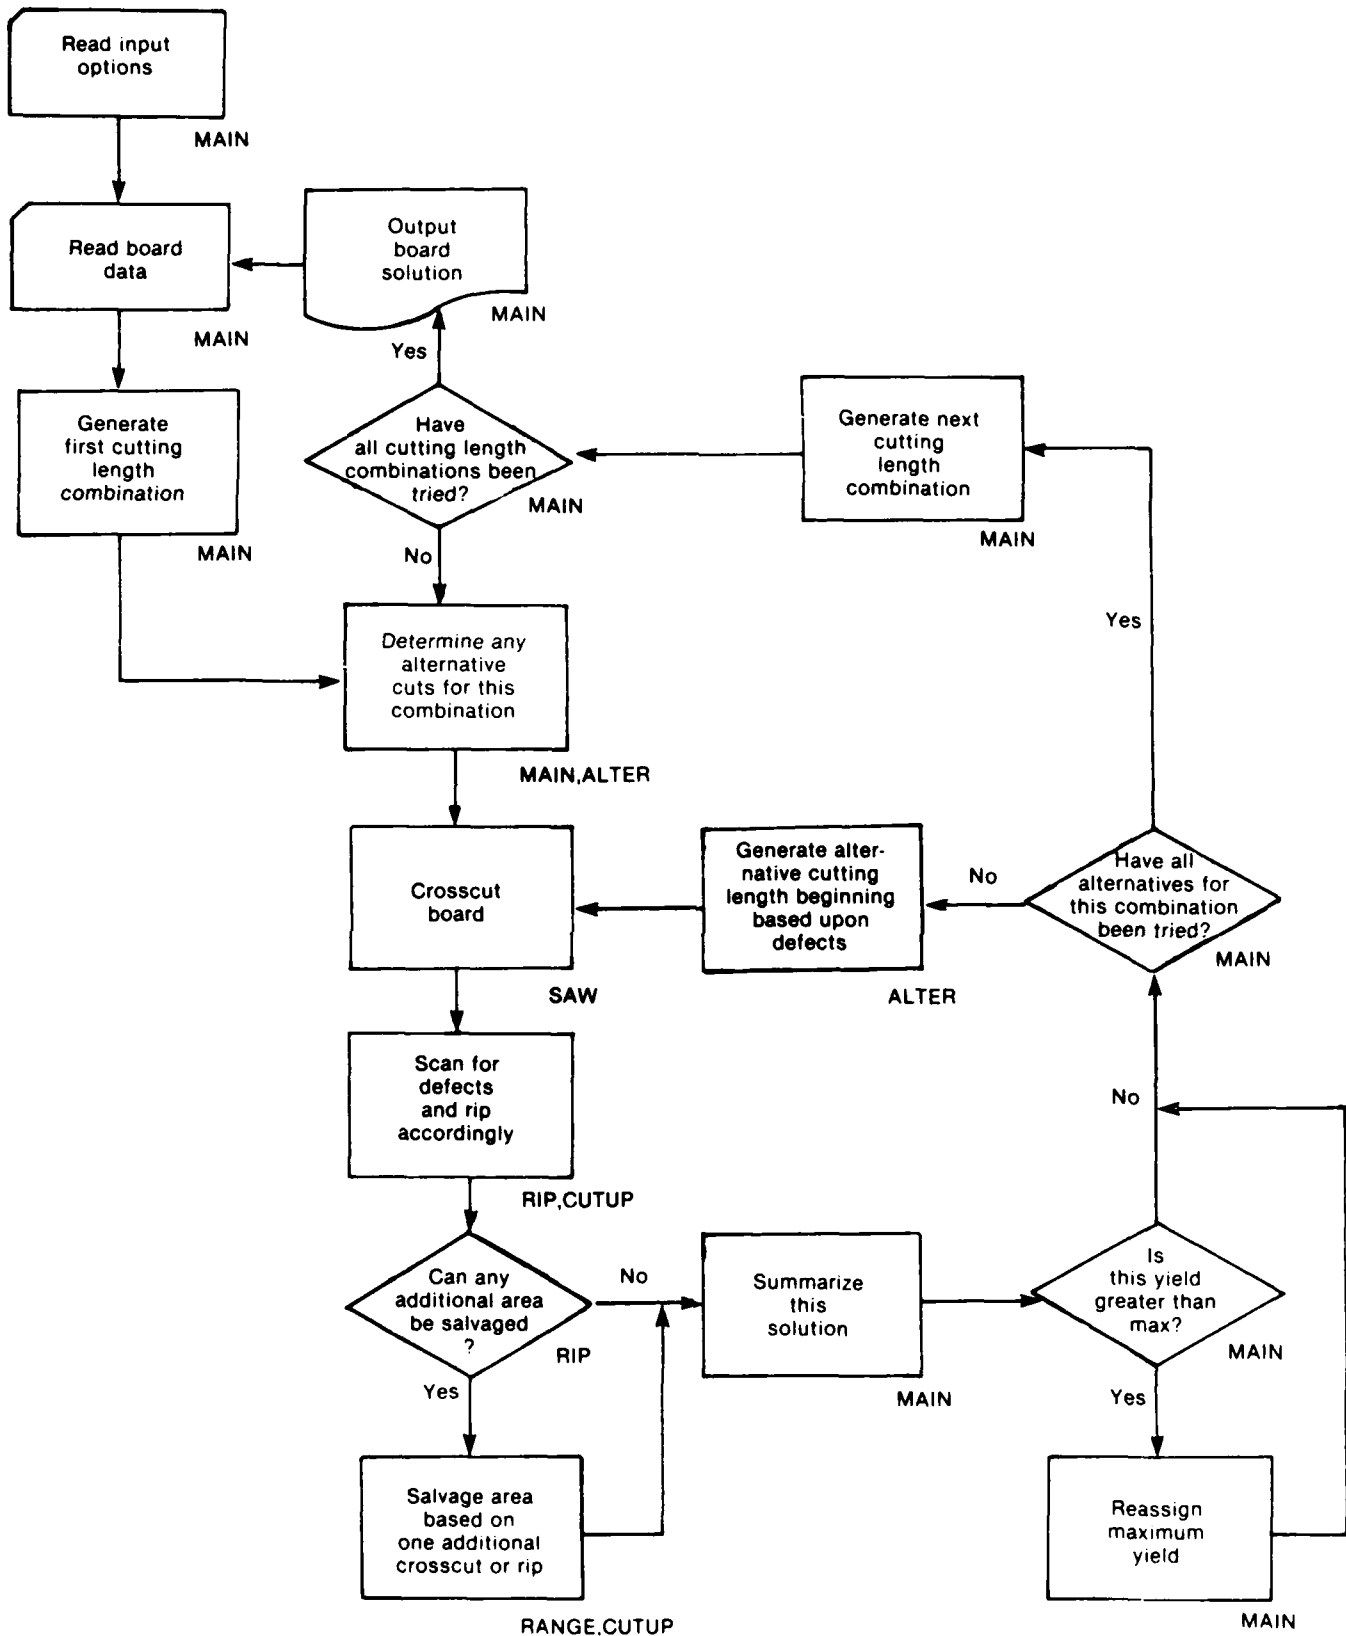 Read input
options
MAIN
Read board
data
MAIN
Output
board
solution
MAIN
Yes
Generate
first cutting
length
combination
MAIN
Have
all cutting length
combinations been
tried?
MAIN
No
Generate next
cutting
length
combination
MAIN
Yes
Determine any
alternative
cuts for this
combination
MAIN,ALTER
Crosscut
board
SAW
Generate alter-
native cutting
length beginning
based upon
defects
ALTER
No
Have all
alternatives for
this combination
been tried?
MAIN
Scan for
defects
and rip
accordingly
RIP,CUTUP
No
Can any
additional area
be salvaged
?
RIP
No
Yes
Summarize
this
solution
MAIN
Is
this yield
greater than
max?
MAIN
Yes
Salvage area
based on
one additional
crosscut or rip
RANGE,CUTUP
Reassign
maximum
yield
MAIN